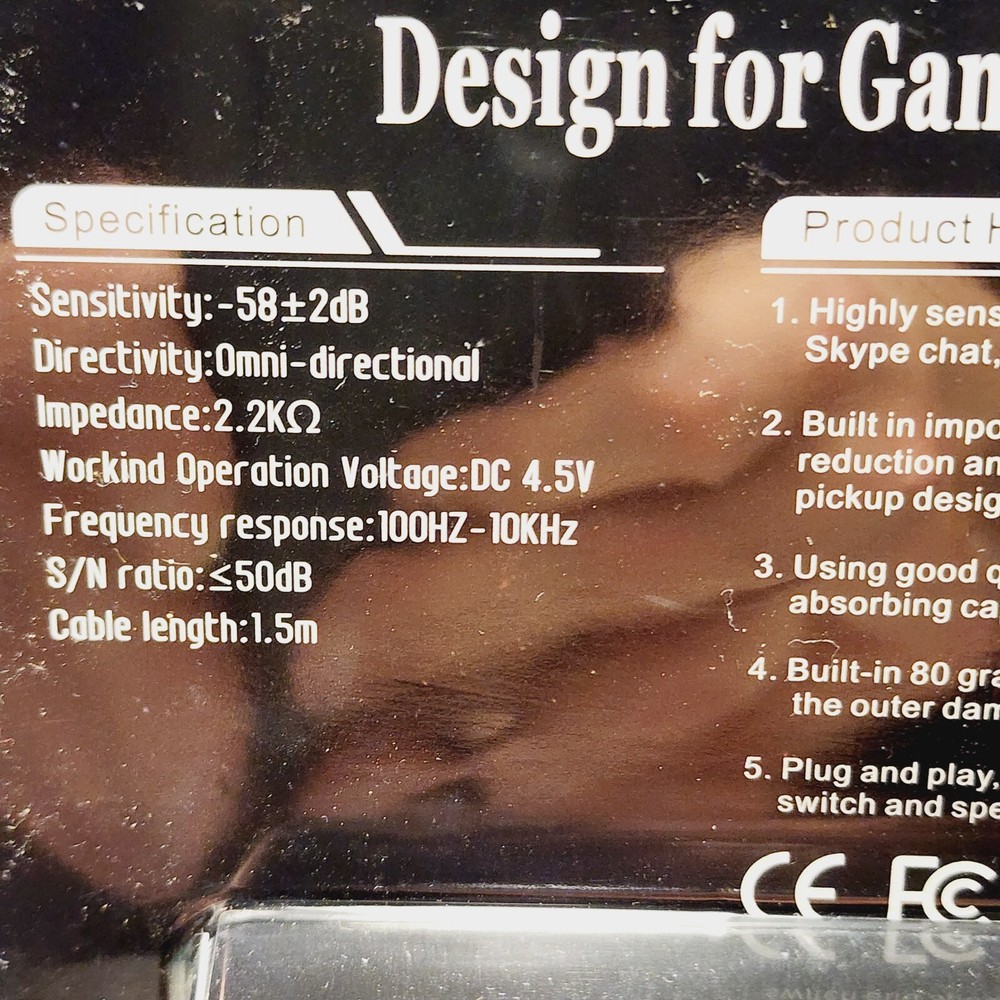 Design for Gan
Specification
Sensitivity:-58±2dB
Directivity:Omni-directional
Impedance:2.2KΩ
Workind Operation Voltage:DC 4.5V
Frequency response:100HZ-10KHz
S/N ratio:≤50dB
Cable length:1.5m
Product H
1. Highly sens
Skype chat,
2. Built in impo
reduction an
pickup desig
3. Using good q
absorbing ca
4. Built-in 80 gra
the outer dam
5. Plug and play,
switch and spe
CE FC